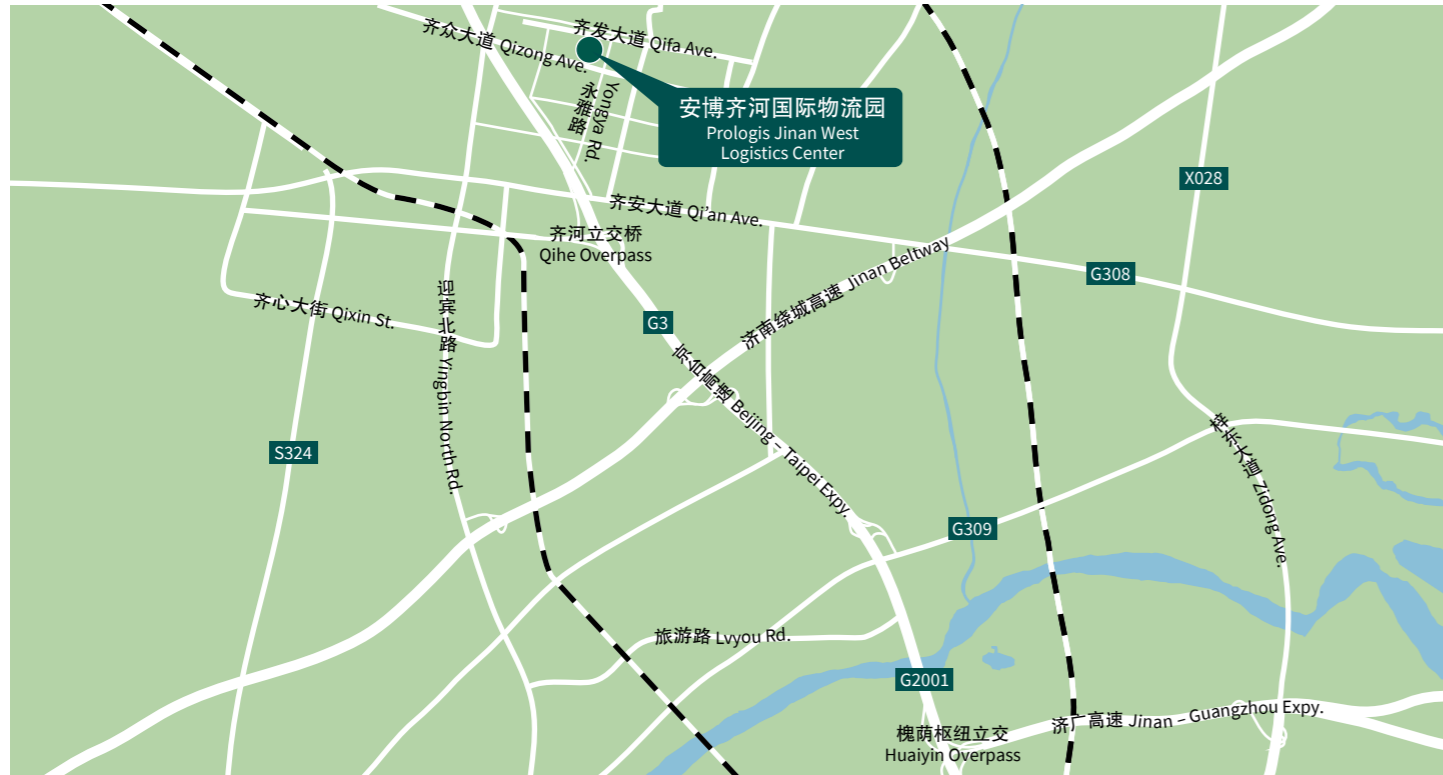 齐发大道 Qifa Ave.
齐众大道 Qizong Ave.
永雅路
Yongya Rd.
安博齐河国际物流园
Prologis Jinan West
Logistics Center
X028
齐安大道 Qi'an Ave.
齐河立交桥
Qihe Overpass
济南绕城高速 Jinan Beltway
G308
齐心大街 Qixin St.
迎宾北路 Yingbin North Rd.
G3
京台高速 Beijing – Taipei Expy.
S324
梓东大道 Zidong Ave.
G309
旅游路 Lvyou Rd.
G2001
槐荫枢纽立交
Huaiyin Overpass
济广高速 Jinan – Guangzhou Expy.